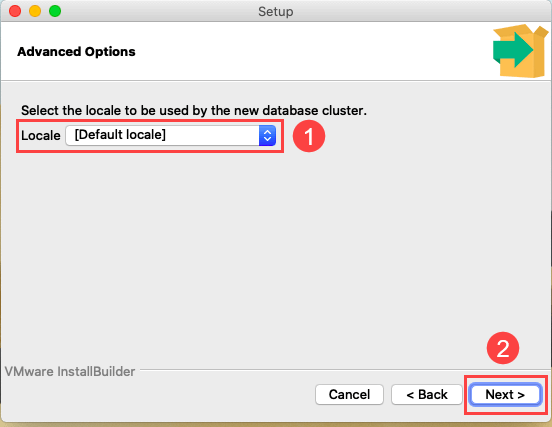 Setup
Advanced Options
Select the locale to be used by the new database cluster.
Locale [Default locale] 1
2
VMware InstallBuilder
Cancel < Back Next >